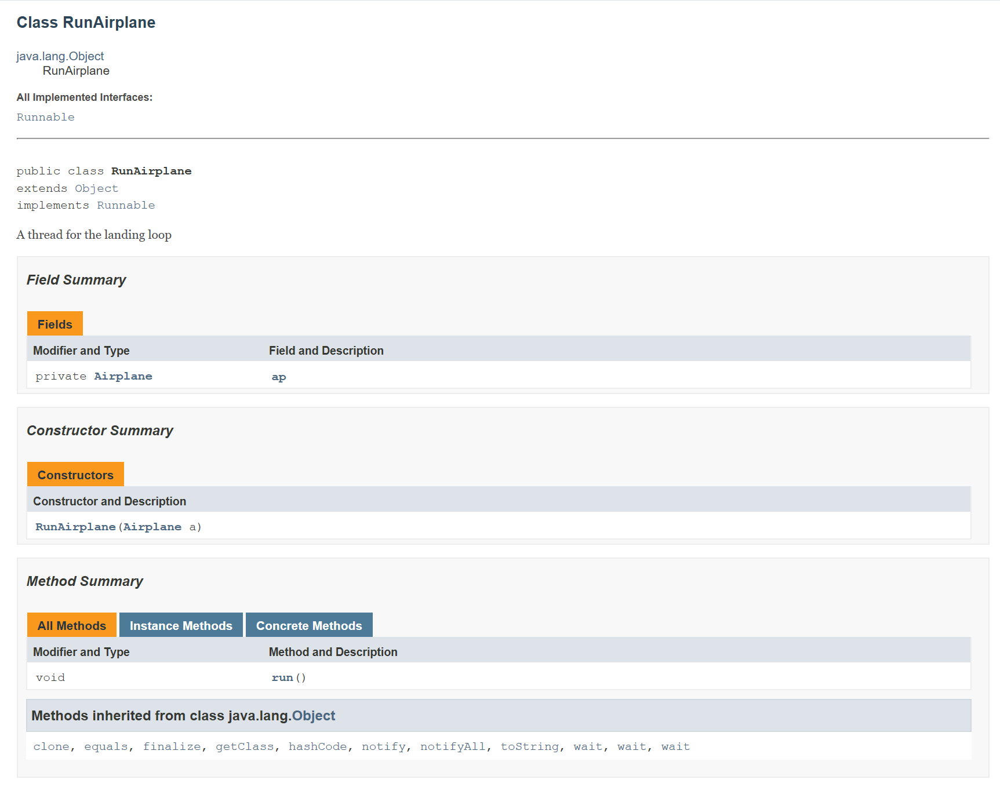 Class RunAirplane
java.lang.Object
RunAirplane
All Implemented Interfaces:
Runnable
public class RunAirplane
extends Object
implements Runnable
A thread for the landing loop
Field Summary
Fields
Modifier and Type Field and Description
private Airplane ap
Constructor Summary
Constructors
Constructor and Description
RunAirplane(Airplane a)
Method Summary
All Methods Instance Methods Concrete Methods
Modifier and Type Method and Description
void run()
Methods inherited from class java.lang.Object
clone, equals, finalize, getClass, hashCode, notify, notifyAll, toString, wait, wait, wait